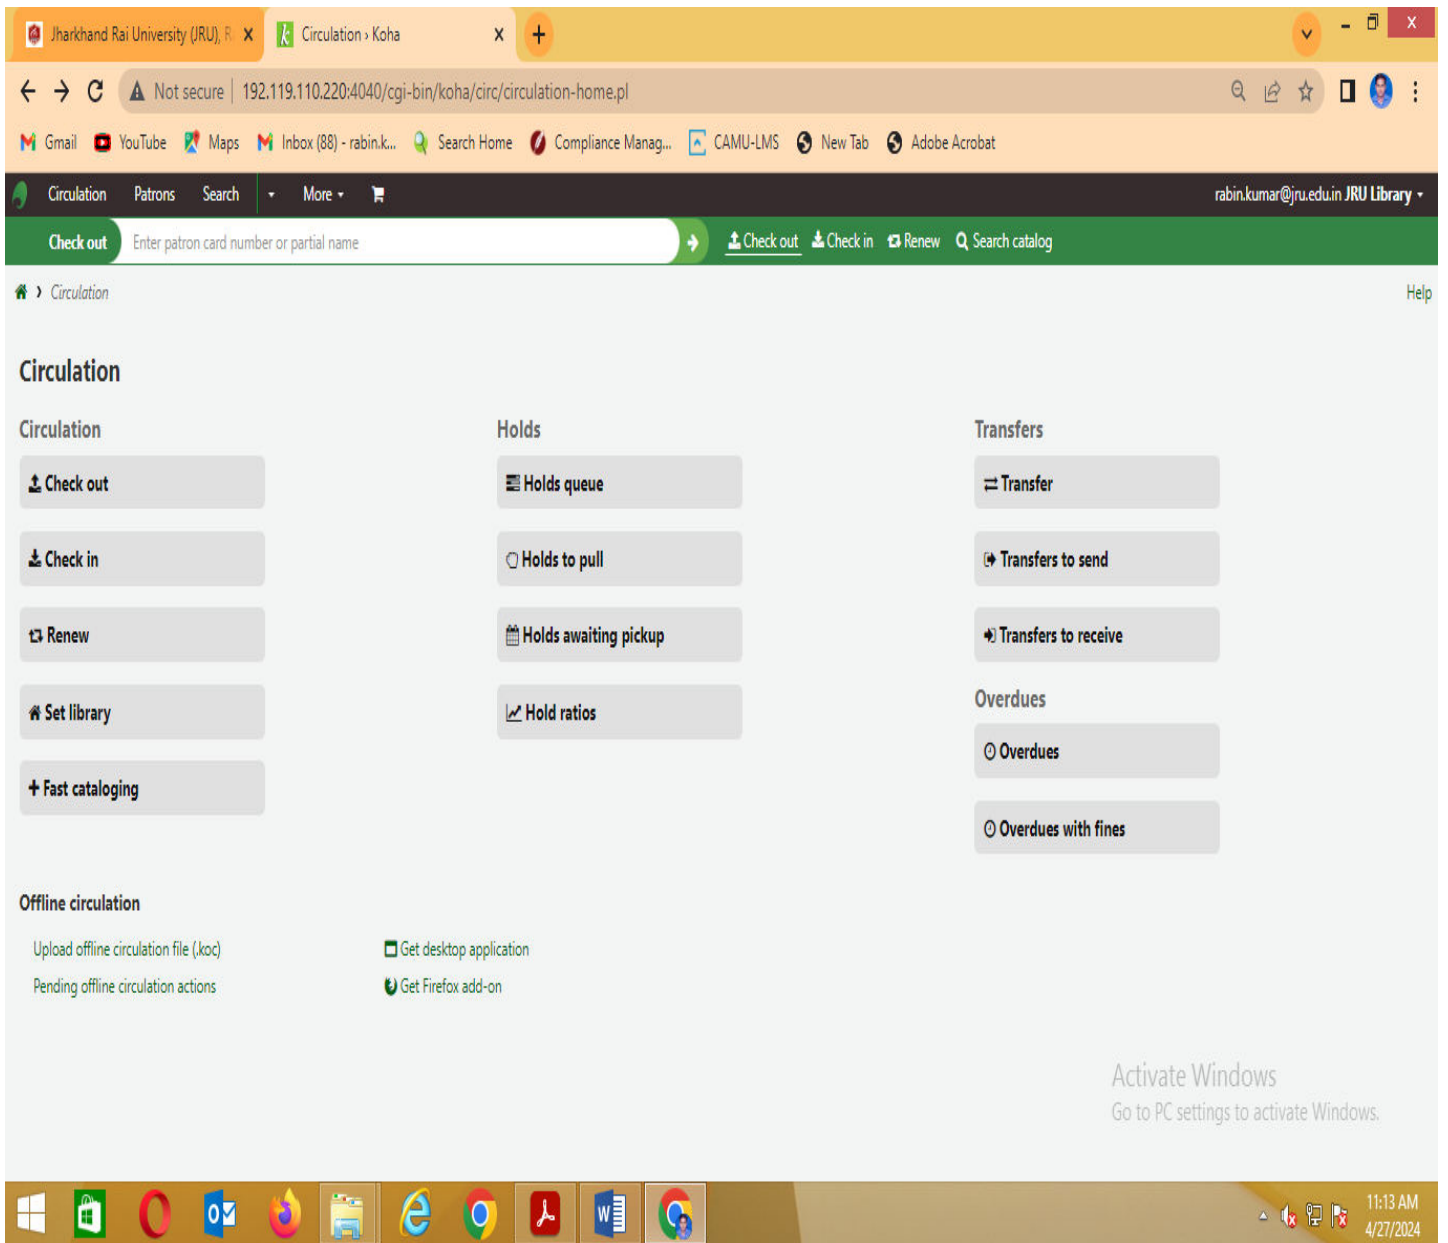 Jharkhand Rai University (JRU), R
Circulation › Koha
Not secure | 192.119.110.220:4040/cgi-bin/koha/circ/circulation-home.pl
Gmail YouTube Maps Inbox (88) - rabin.k... Search Home Compliance Manag... CAMU-LMS New Tab Adobe Acrobat
Circulation Patrons Search More rabin.kumar@jru.edu.in JRU Library
Check out Enter patron card number or partial name Check out Check in Renew Search catalog
Circulation Help
Circulation
Circulation Holds Transfers
Check out Holds queue Transfer
Check in Holds to pull Transfers to send
Renew Holds awaiting pickup Transfers to receive
Overdues
Set library Hold ratios
Overdues
Fast cataloging
Overdues with fines
Offline circulation
Upload offline circulation file (.koc) Get desktop application
Pending offline circulation actions Get Firefox add-on
Activate Windows
Go to PC settings to activate Windows.
11:13 AM
4/27/2024